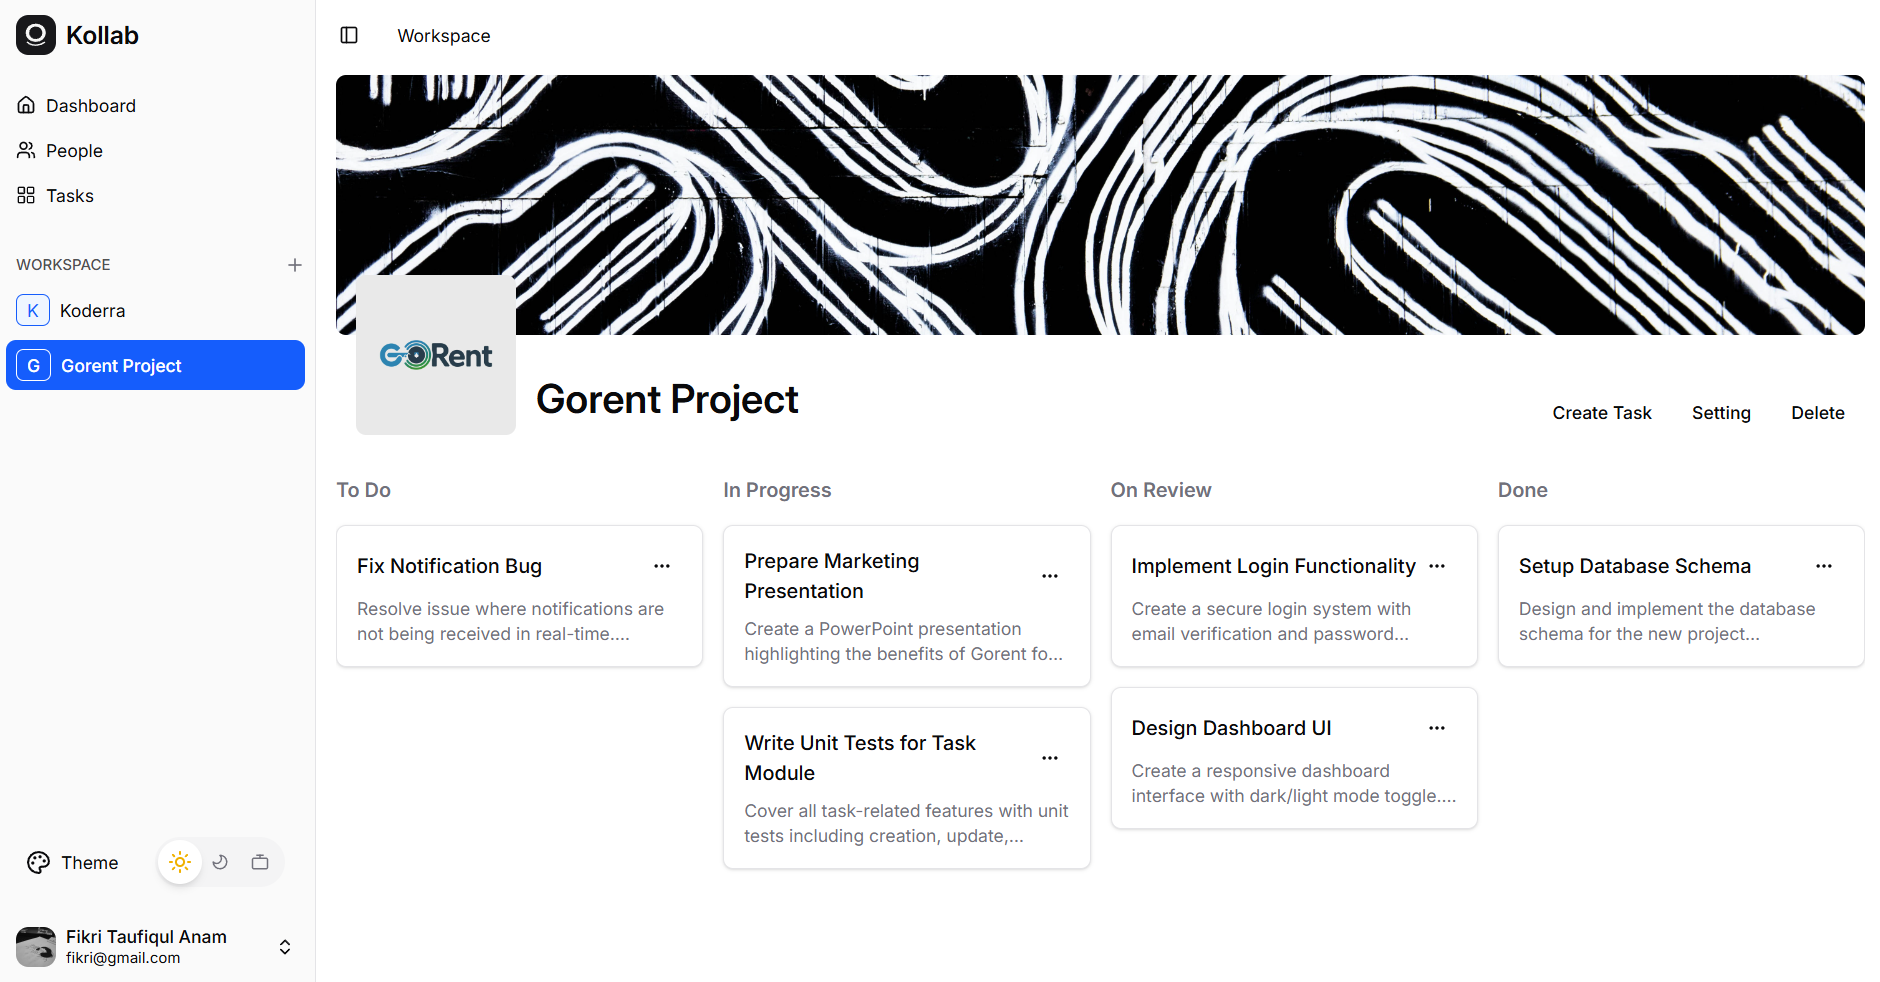 Kollab
Dashboard
People
Tasks
WORKSPACE
K Koderra
G Gorent Project
Theme
Fikri Taufiqul Anam
fikri@gmail.com
Workspace
GORent
Gorent Project
Create Task Setting Delete
To Do
Fix Notification Bug
Resolve issue where notifications are
not being received in real-time....
In Progress
Prepare Marketing
Presentation
Create a PowerPoint presentation
highlighting the benefits of Gorent fo...
Write Unit Tests for Task
Module
Cover all task-related features with unit
tests including creation, update,...
On Review
Implement Login Functionality
Create a secure login system with
email verification and password...
Design Dashboard UI
Create a responsive dashboard
interface with dark/light mode toggle....
Done
Setup Database Schema
Design and implement the database
schema for the new project...